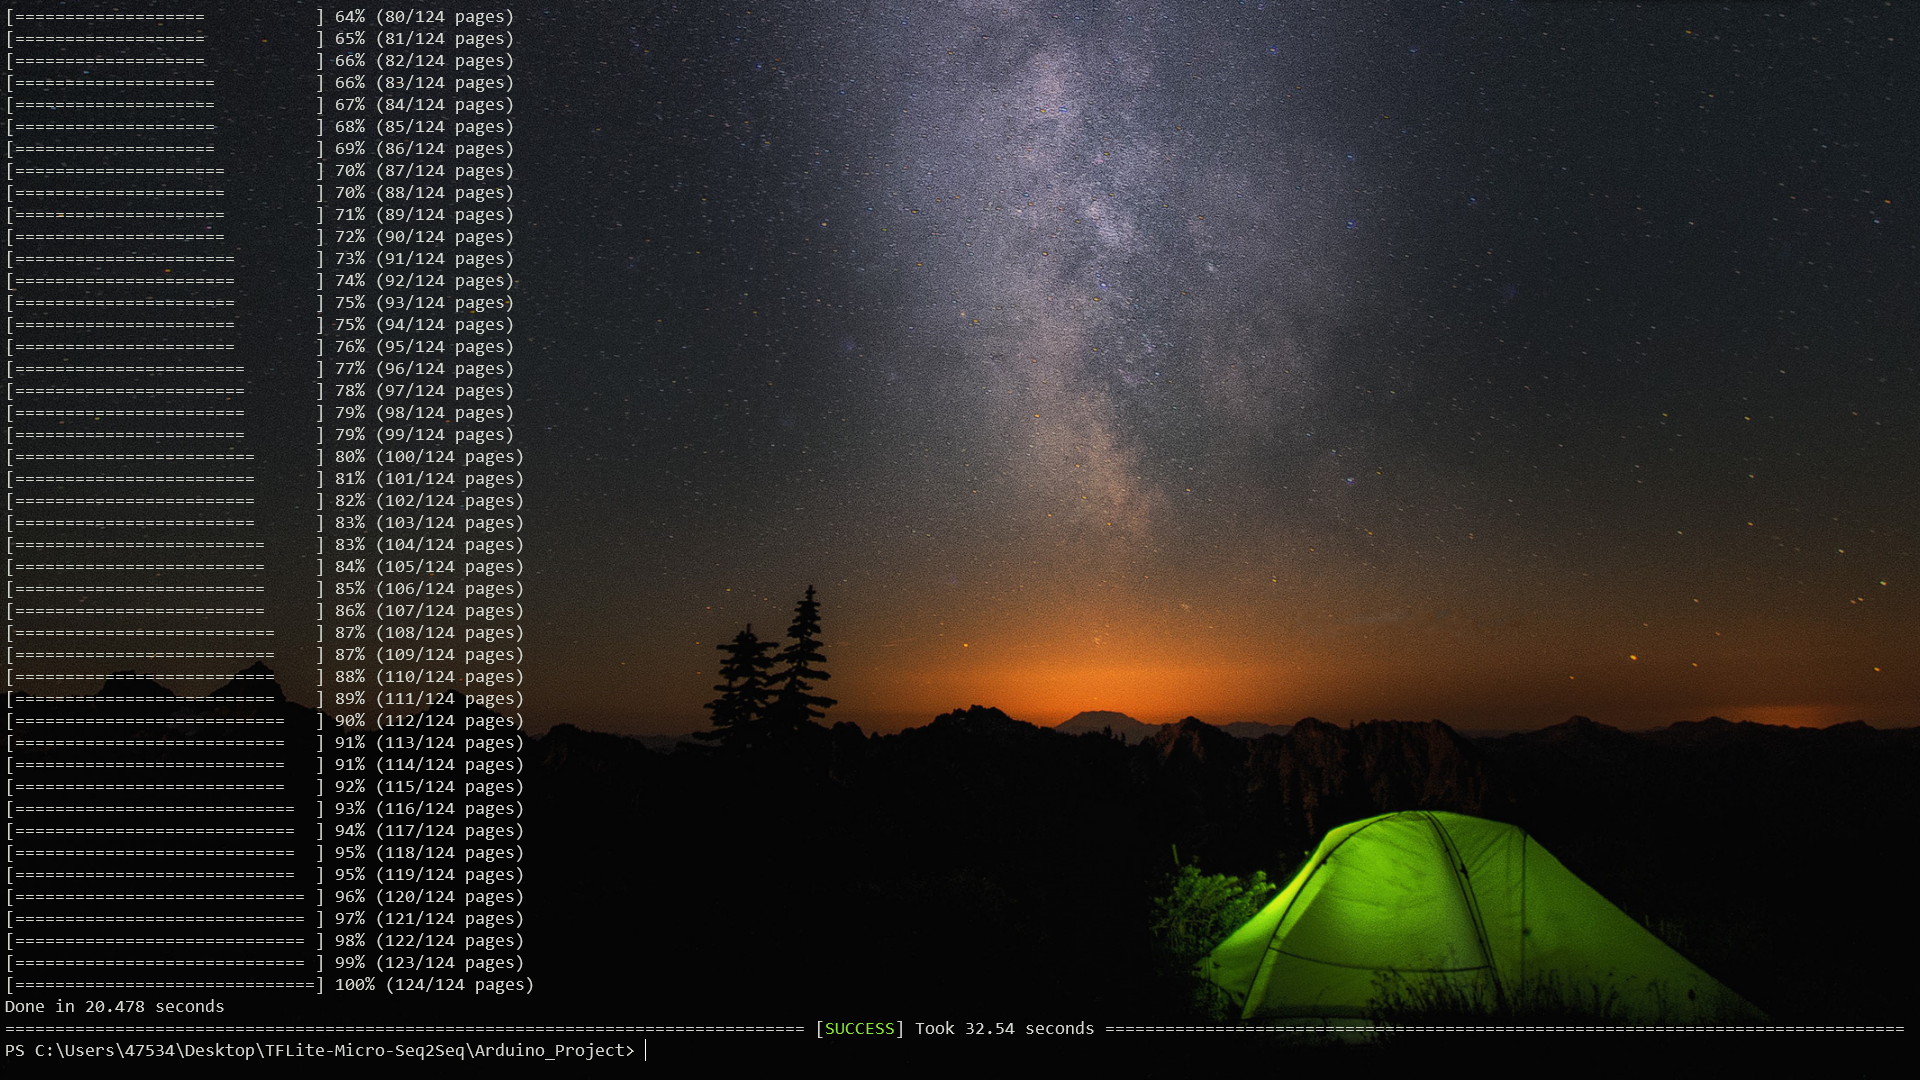 [===================           ] 64% (80/124 pages)
[===================           ] 65% (81/124 pages)
[===================           ] 66% (82/124 pages)
[====================          ] 66% (83/124 pages)
[====================          ] 67% (84/124 pages)
[====================          ] 68% (85/124 pages)
[====================          ] 69% (86/124 pages)
[=====================         ] 70% (87/124 pages)
[=====================         ] 70% (88/124 pages)
[=====================         ] 71% (89/124 pages)
[=====================         ] 72% (90/124 pages)
[======================        ] 73% (91/124 pages)
[======================        ] 74% (92/124 pages)
[======================        ] 75% (93/124 pages)
[======================        ] 75% (94/124 pages)
[======================        ] 76% (95/124 pages)
[=======================       ] 77% (96/124 pages)
[=======================       ] 78% (97/124 pages)
[=======================       ] 79% (98/124 pages)
[=======================       ] 79% (99/124 pages)
[========================      ] 80% (100/124 pages)
[========================      ] 81% (101/124 pages)
[========================      ] 82% (102/124 pages)
[========================      ] 83% (103/124 pages)
[=========================     ] 83% (104/124 pages)
[=========================     ] 84% (105/124 pages)
[=========================     ] 85% (106/124 pages)
[=========================     ] 86% (107/124 pages)
[==========================    ] 87% (108/124 pages)
[==========================    ] 87% (109/124 pages)
[==========================    ] 88% (110/124 pages)
[==========================    ] 89% (111/124 pages)
[===========================   ] 90% (112/124 pages)
[===========================   ] 91% (113/124 pages)
[===========================   ] 91% (114/124 pages)
[===========================   ] 92% (115/124 pages)
[============================  ] 93% (116/124 pages)
[============================  ] 94% (117/124 pages)
[============================  ] 95% (118/124 pages)
[============================  ] 95% (119/124 pages)
[============================= ] 96% (120/124 pages)
[============================= ] 97% (121/124 pages)
[============================= ] 98% (122/124 pages)
[============================= ] 99% (123/124 pages)
[==============================] 100% (124/124 pages)
Done in 20.478 seconds
================================================================================ [SUCCESS] Took 32.54 seconds ================================================================================
PS C:\Users\47534\Desktop\TFLite-Micro-Seq2Seq\Arduino_Project>